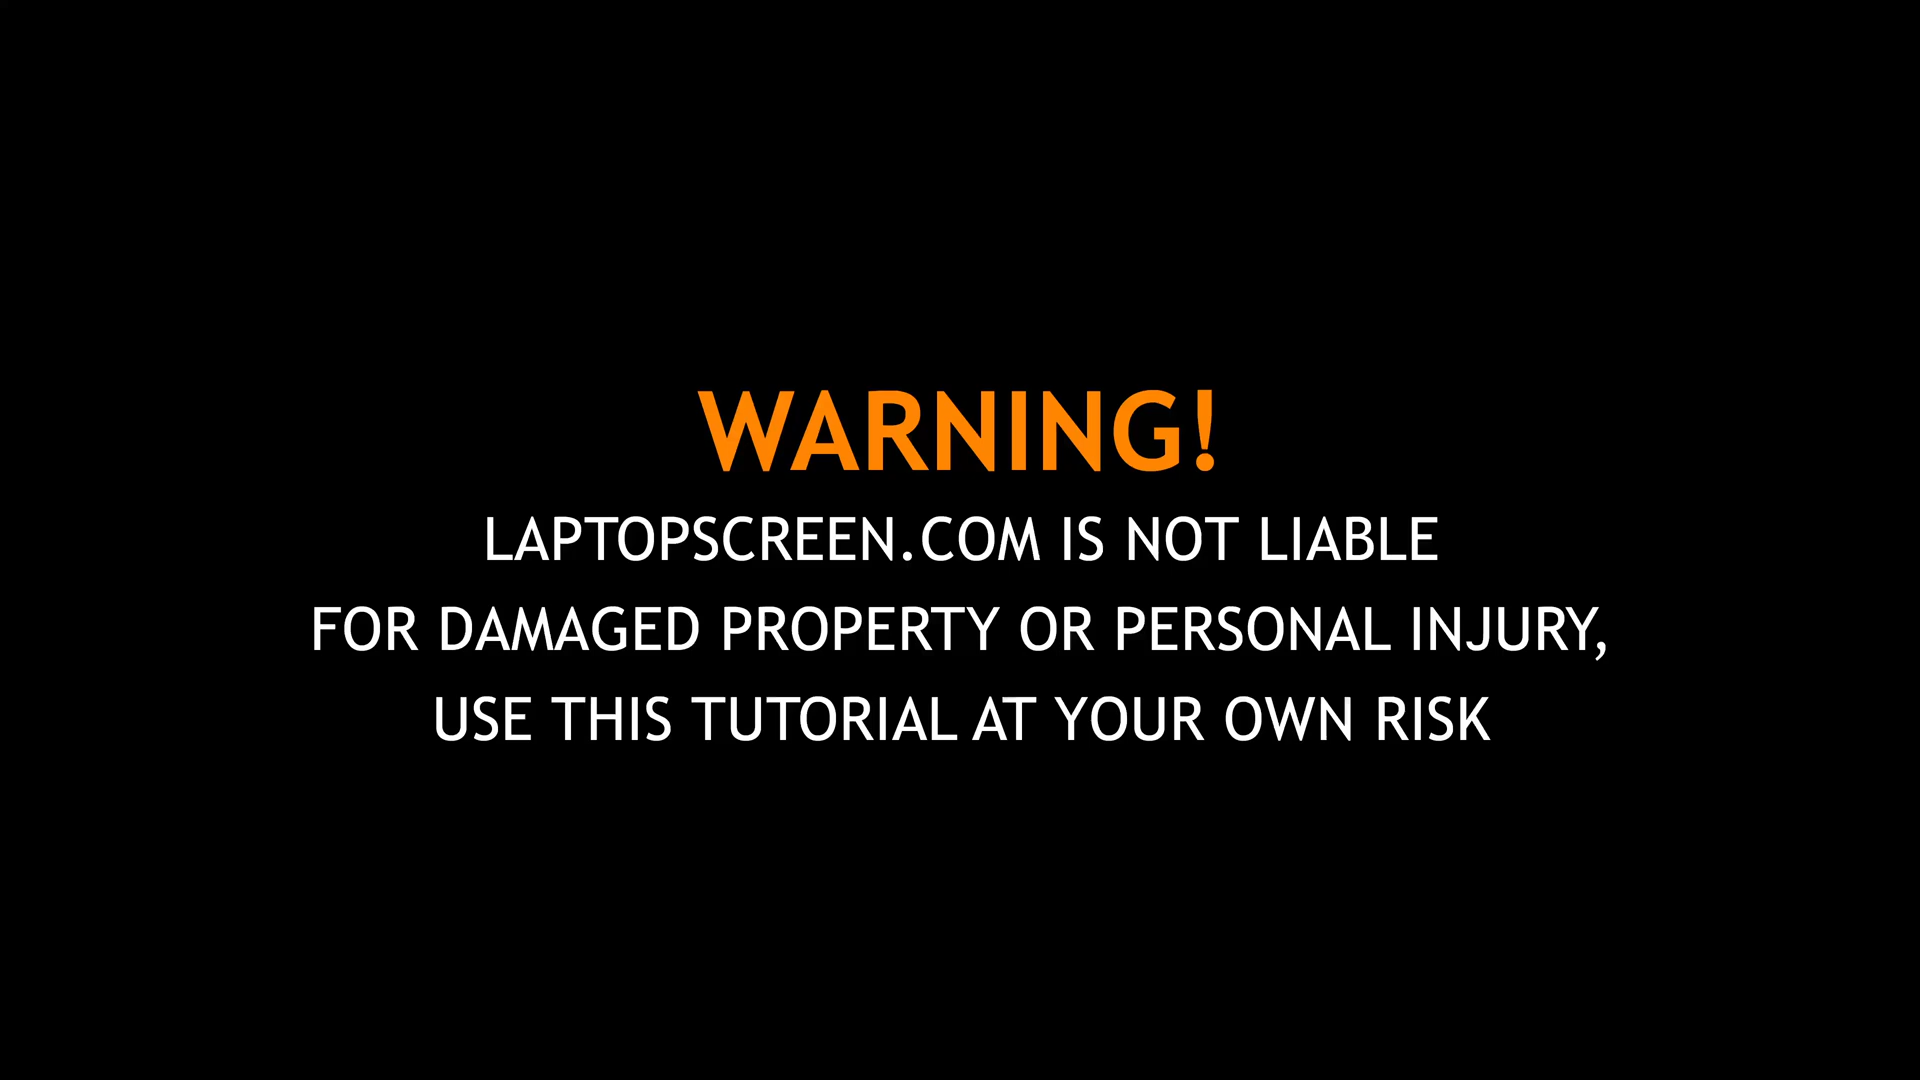 WARNING!
LAPTOPSCREEN.COM IS NOT LIABLE
FOR DAMAGED PROPERTY OR PERSONAL INJURY,
USE THIS TUTORIAL AT YOUR OWN RISK